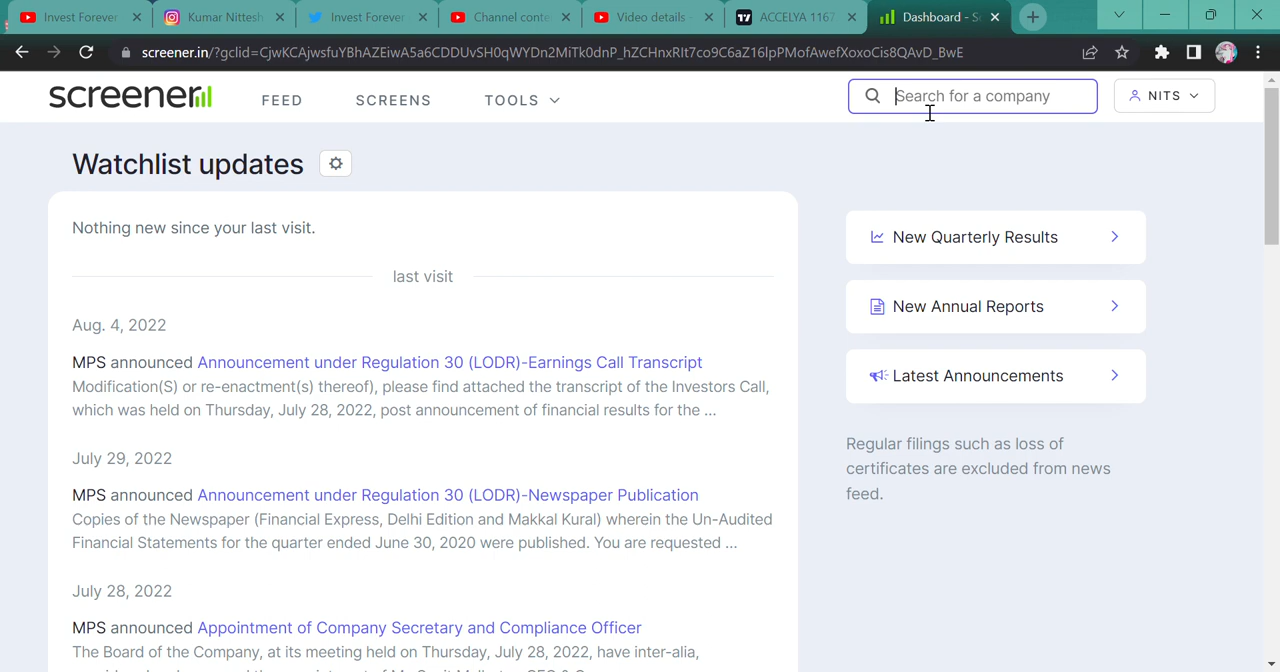 Invest Forever
Kumar Nittesh
Invest Forever
Channel conte
Video details -
ACCELYA 1167
Dashboard - S
screener.in/?gclid=CjwKCAjwsfuYBhAZEiwA5a6CDDUvSH0qWYDn2MiTk0dnP_hZCHnxRIt7co9C6aZ16lpPMofAwefXoxoCis8QAvD_BwE
screener
FEED
SCREENS
TOOLS
Search for a company
NITS
Watchlist updates
Nothing new since your last visit.
last visit
Aug. 4, 2022
MPS announced Announcement under Regulation 30 (LODR)-Earnings Call Transcript
Modification(S) or re-enactment(s) thereof), please find attached the transcript of the Investors Call,
which was held on Thursday, July 28, 2022, post announcement of financial results for the ...
July 29, 2022
MPS announced Announcement under Regulation 30 (LODR)-Newspaper Publication
Copies of the Newspaper (Financial Express, Delhi Edition and Makkal Kural) wherein the Un-Audited
Financial Statements for the quarter ended June 30, 2020 were published. You are requested ...
July 28, 2022
MPS announced Appointment of Company Secretary and Compliance Officer
The Board of the Company, at its meeting held on Thursday, July 28, 2022, have inter-alia,
New Quarterly Results
New Annual Reports
Latest Announcements
Regular filings such as loss of
certificates are excluded from news
feed.